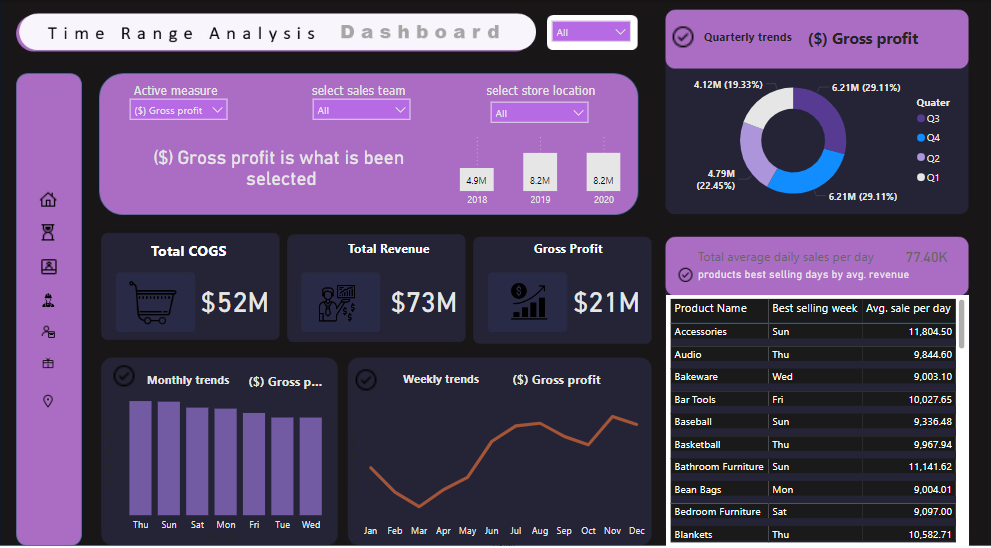 Time Range Analysis Dashboard
All
Active measure
($) Gross profit
select sales team
All
select store location
All
($) Gross profit is what is been
selected
4.9M 8.2M 8.2M
2018 2019 2020
Quarterly trends ($) Gross profit
4.12M (19.33%)
6.21M (29.11%)
4.79M
(22.45%)
6.21M (29.11%)
Quater
Q3
Q4
Q2
Q1
Total COGS
$52M
Total Revenue
$73M
Gross Profit
$21M
Total average daily sales per day 77.40K
products best selling days by avg. revenue
Product Name Best selling week Avg. sale per day
Accessories Sun 11,804.50
Audio Thu 9,844.60
Bakeware Wed 9,003.10
Bar Tools Fri 10,027.65
Baseball Sun 9,336.48
Basketball Thu 9,967.94
Bathroom Furniture Sun 11,141.62
Bean Bags Mon 9,004.01
Bedroom Furniture Sat 9,097.00
Blankets Thu 10,582.71
Monthly trends ($) Gross p...
Thu Sun Sat Mon Fri Tue Wed
Weekly trends ($) Gross profit
Jan Feb Mar Apr May Jun Jul Aug Sep Oct Nov Dec